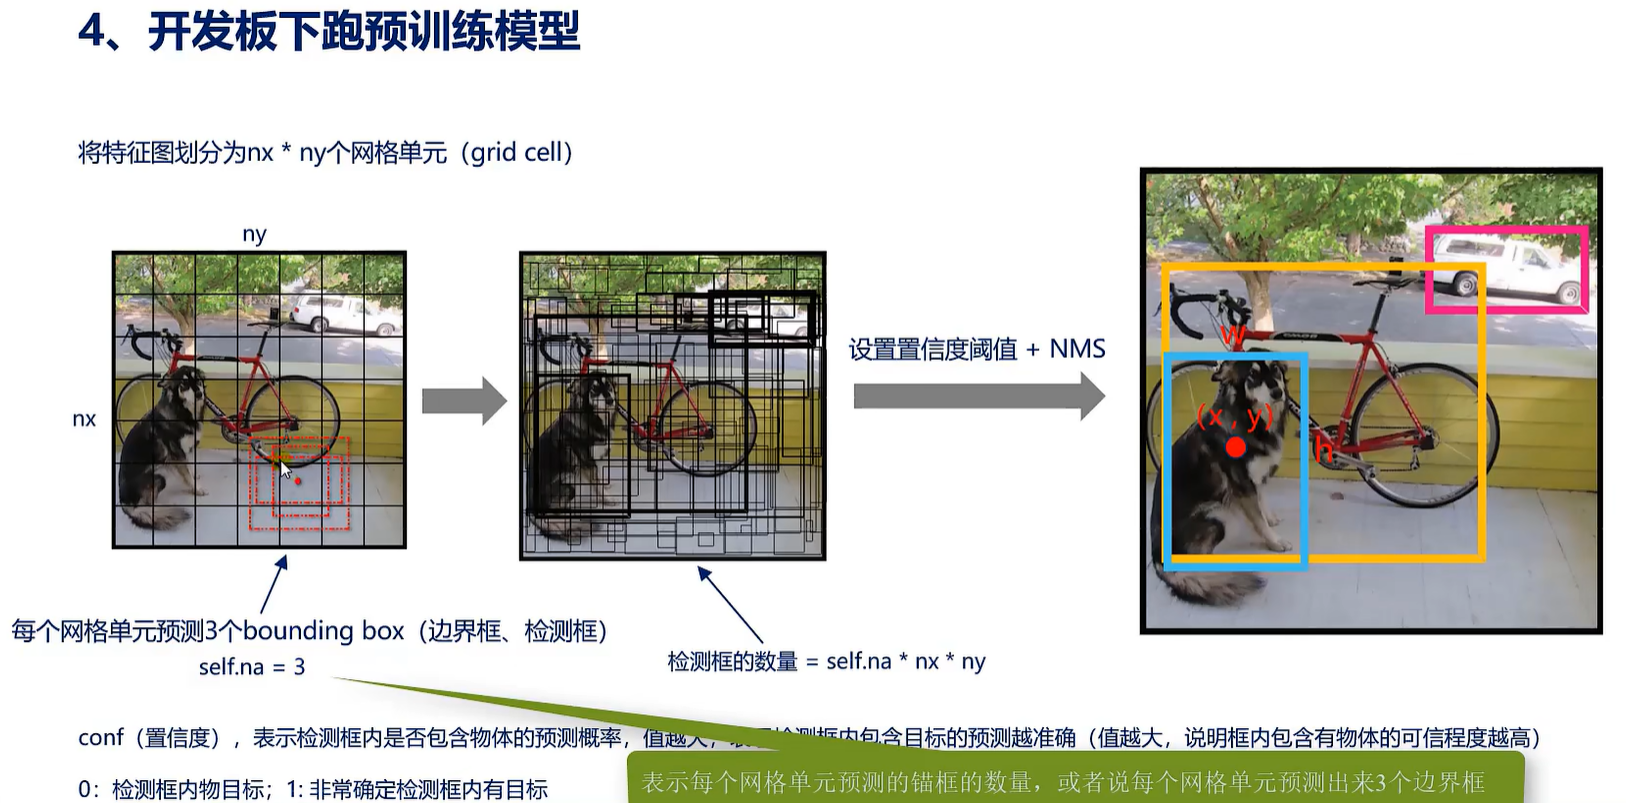 4、开发板下跑预训练模型
将特征图划分为nx * ny个网格单元（grid cell）
ny
nx
设置置信度阈值 + NMS
w
(x , y)
h
每个网格单元预测3个bounding box（边界框、检测框）
self.na = 3
检测框的数量 = self.na * nx * ny
conf（置信度），表示检测框内是否包含物体的预测概率，值越大，表示检测框内包含目标的预测越准确（值越大，说明框内包含有物体的可信程度越高）
0：检测框内物目标；1: 非常确定检测框内有目标
表示每个网格单元预测的锚框的数量，或者说每个网格单元预测出来3个边界框